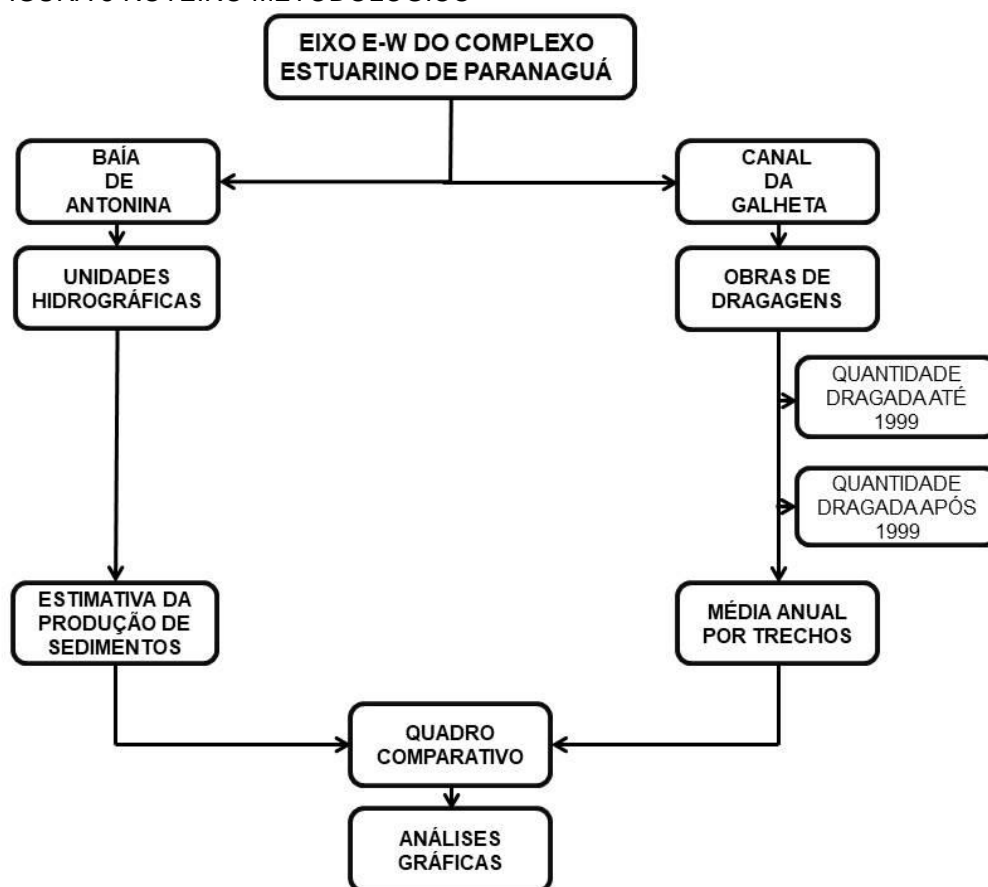 EIXO E-W DO COMPLEXO
ESTUARINO DE PARANAGUÁ
BAÍA
DE
ANTONINA
CANAL
DA
GALHETA
UNIDADES
HIDROGRÁFICAS
OBRAS DE
DRAGAGENS
QUANTIDADE
DRAGADA ATÉ
1999
QUANTIDADE
DRAGADA APÓS
1999
ESTIMATIVA DA
PRODUÇÃO DE
SEDIMENTOS
MÉDIA ANUAL
POR TRECHOS
QUADRO
COMPARATIVO
ANÁLISES
GRÁFICAS